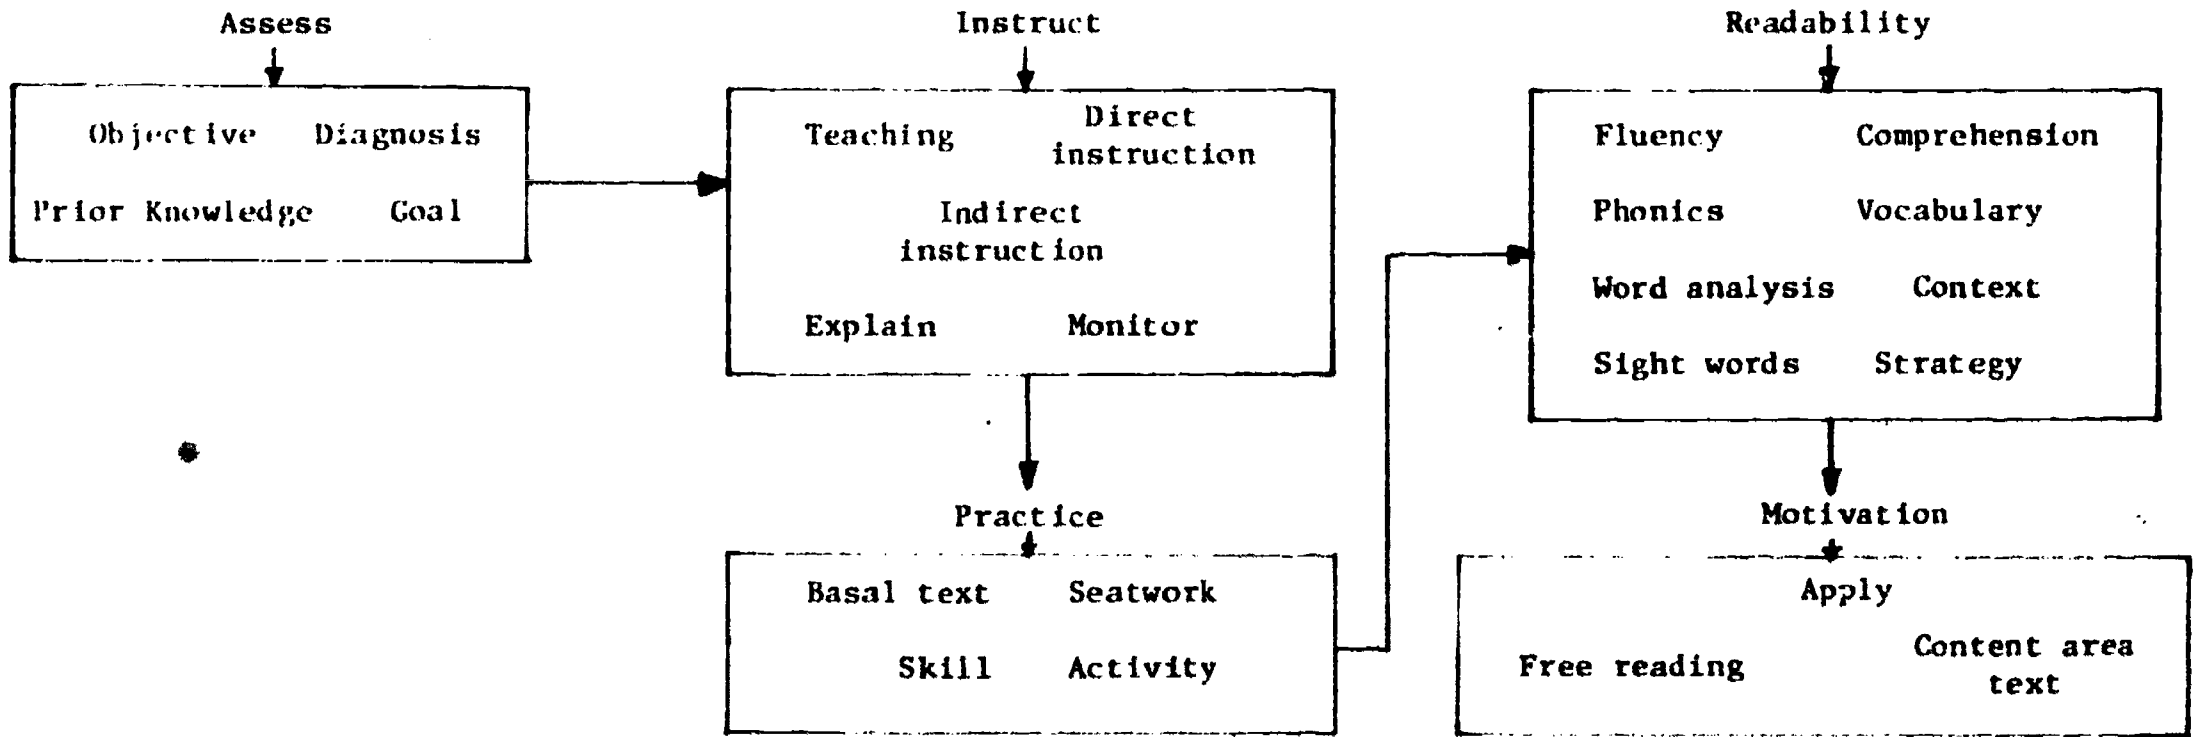 Assess
Objective Diagnosis
Prior Knowledge Goal
Instruct
Teaching Direct instruction
Indirect
instruction
Explain Monitor
Practice
Basal text Seatwork
Skill Activity
Readability
Fluency Comprehension
Phonics Vocabulary
Word analysis Context
Sight words Strategy
Motivation
Apply
Free reading Content area
text